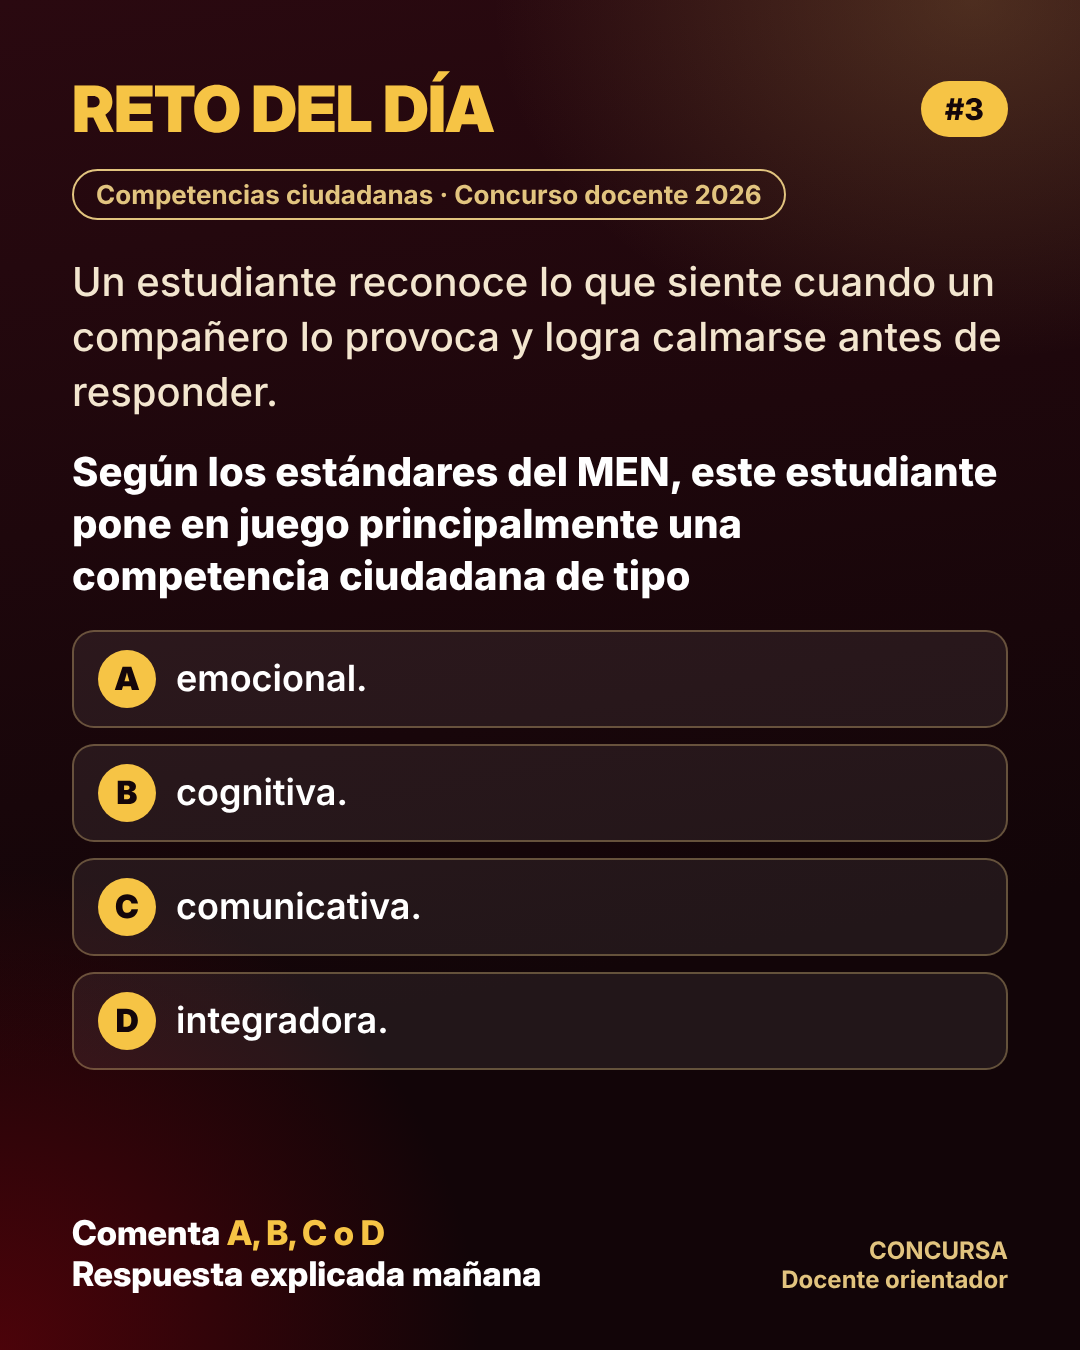 RETO DEL DÍA
#3
Competencias ciudadanas · Concurso docente 2026
Un estudiante reconoce lo que siente cuando un
compañero lo provoca y logra calmarse antes de
responder.
Según los estándares del MEN, este estudiante
pone en juego principalmente una
competencia ciudadana de tipo
A emocional.
B cognitiva.
C comunicativa.
D integradora.
Comenta A, B, C o D
Respuesta explicada mañana
CONCURSA
Docente orientador